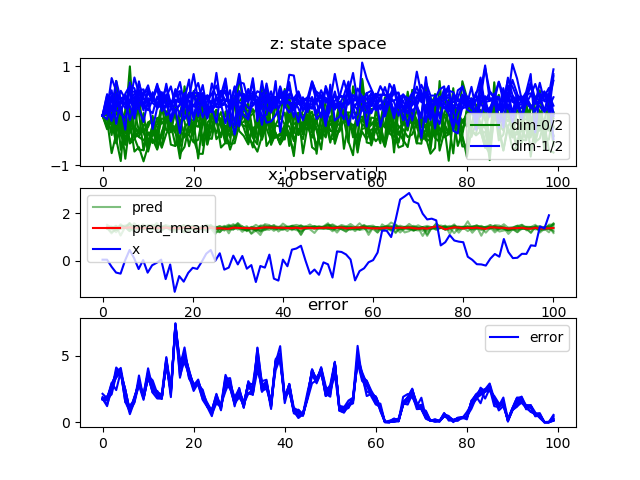 z: state space
1
0
−1
0 20 40 60 80 100
dim-0/2
dim-1/2
x: observation
2
0
pred
pred_mean
x
0 20 40 60 80 100
error
5
0
error
0 20 40 60 80 100